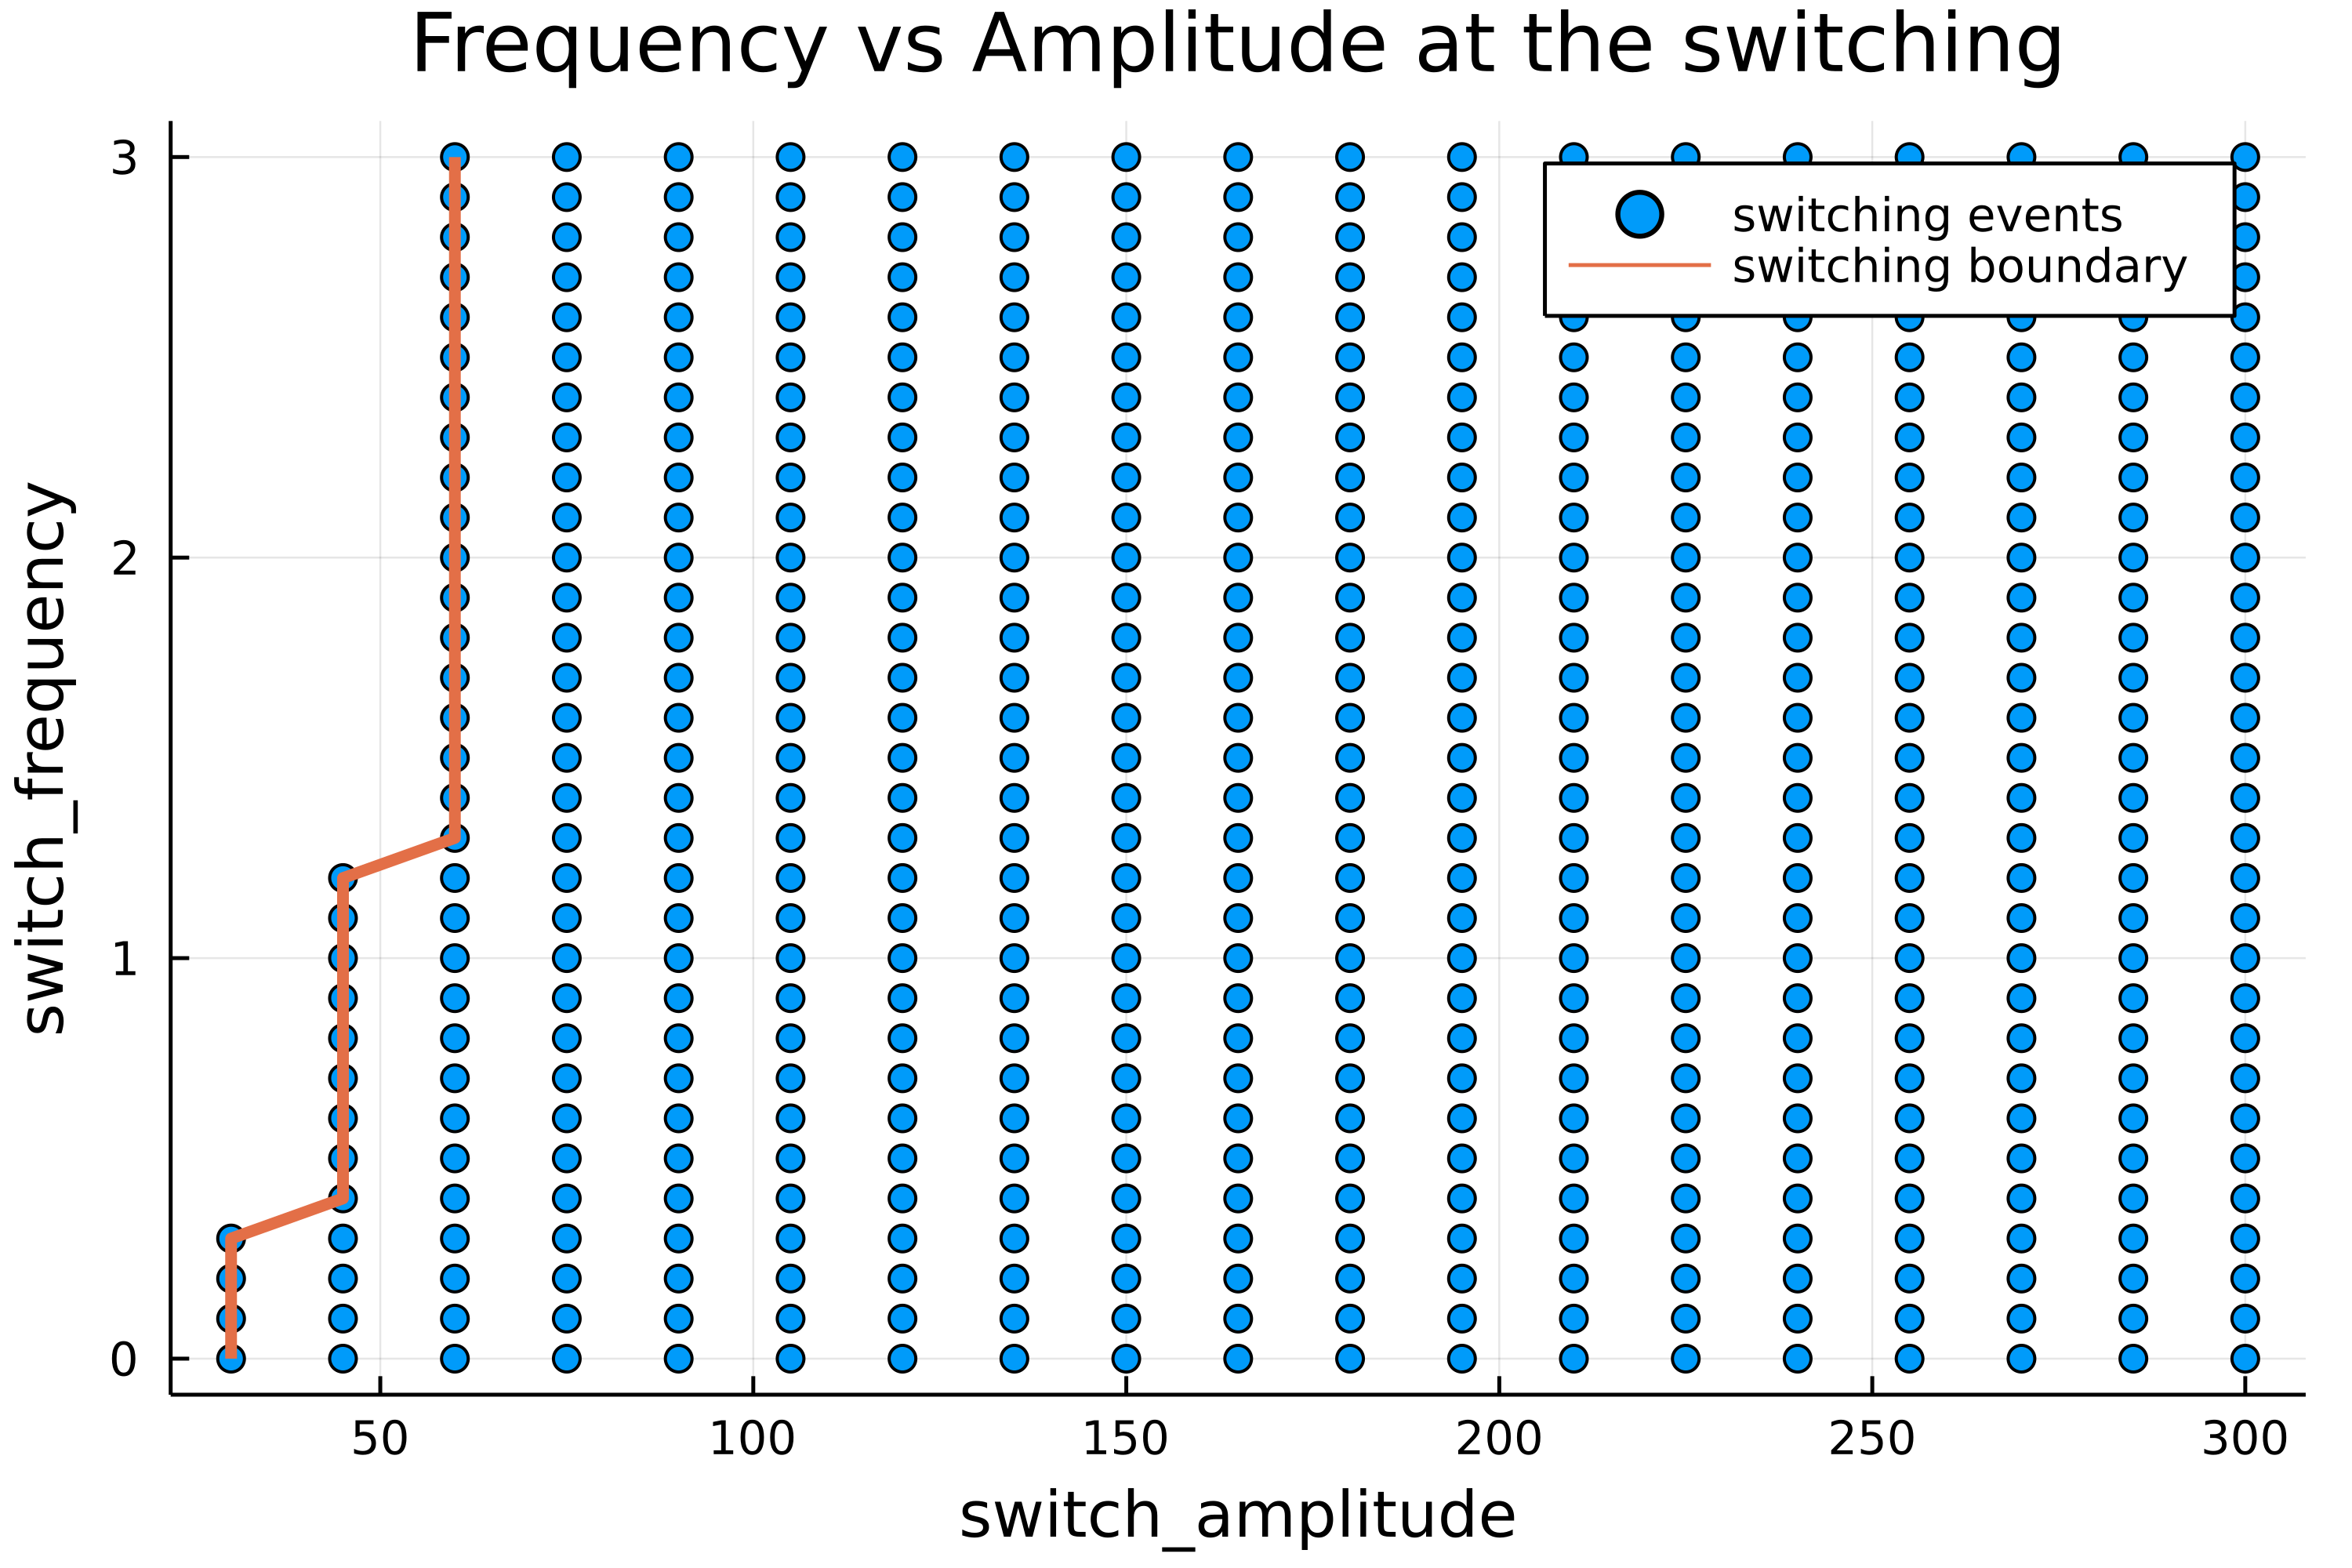 Frequency vs Amplitude at the switching
switch_frequency
3
2
1
0
switching events
switching boundary
50 100 150 200 250 300
switch_amplitude